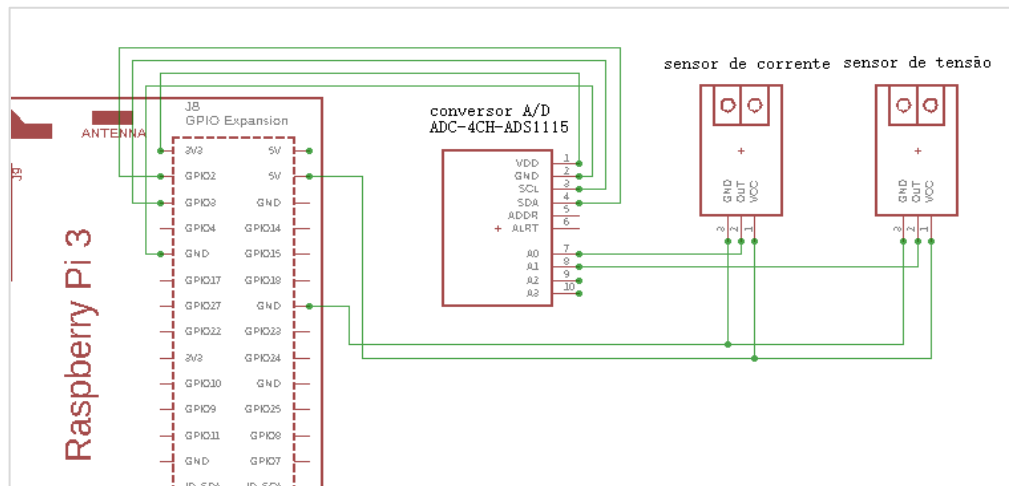 sensor de corrente
sensor de tensão
J8
GPIO Expansion
ANTENNA
J9
Raspberry Pi 3
3V3 5V
GPIO2 5V
GPIO3 GND
GPIO4 GPIO14
GND GPIO15
GPIO17 GPIO18
GPIO27 GND
GPIO22 GPIO23
3V3 GPIO24
GPIO10 GND
GPIO9 GPIO25
GPIO11 GPIO8
GND GPIO7
conversor A/D
ADC-4CH-ADS1115
VDD 1
GND 2
SCL 3
SDA 4
ADDR 5
ALRT 6
A0 7
A1 8
A2 9
A3 10
GND OUT VCC
3 2 1
GND OUT VCC
3 2 1